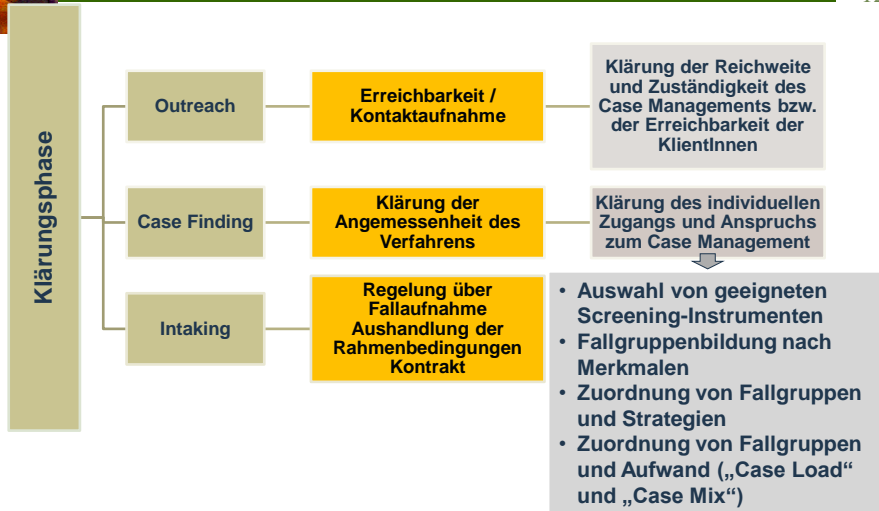 Klärungsphase
Outreach
Erreichbarkeit /
Kontaktaufnahme
Klärung der Reichweite
und Zuständigkeit des
Case Managements bzw.
der Erreichbarkeit der
KlientInnen
Case Finding
Klärung der
Angemessenheit des
Verfahrens
Klärung des individuellen
Zugangs und Anspruchs
zum Case Management
Intaking
Regelung über
Fallaufnahme
Aushandlung der
Rahmenbedingungen
Kontrakt
• Auswahl von geeigneten
Screening-Instrumenten
• Fallgruppenbildung nach
Merkmalen
• Zuordnung von Fallgruppen
und Strategien
• Zuordnung von Fallgruppen
und Aufwand („Case Load“
und „Case Mix“)